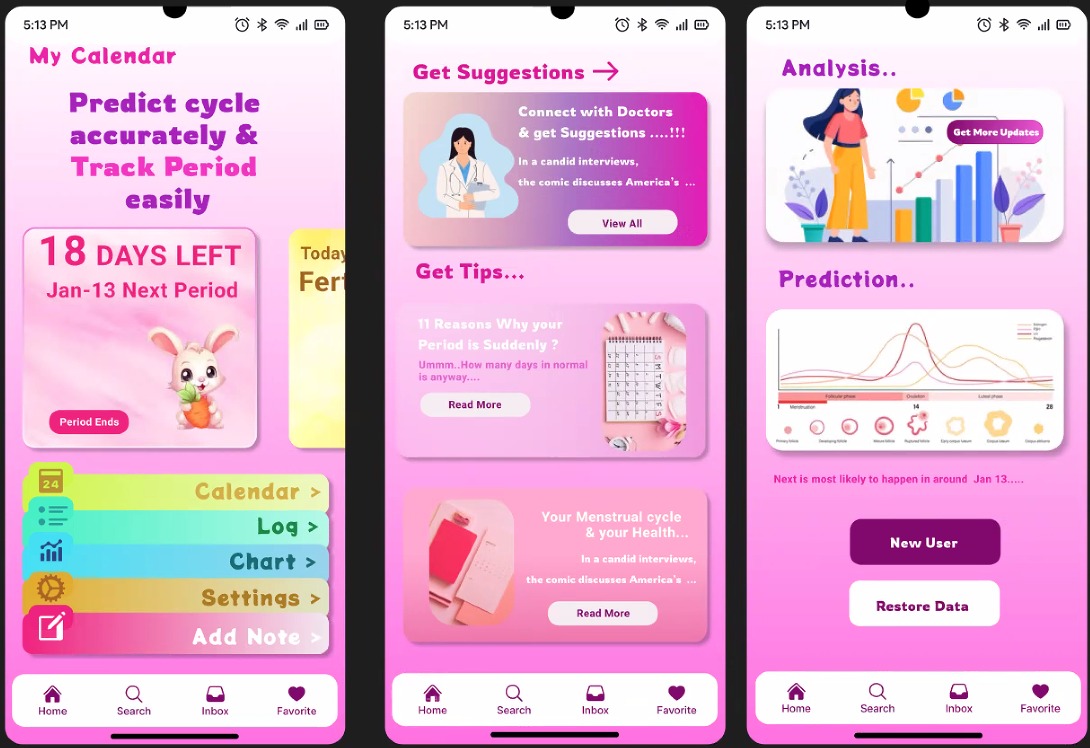 5:13 PM
My Calendar
Predict cycle
accurately &
Track Period
easily
18 DAYS LEFT
Jan-13 Next Period
Period Ends
Today
Fert
24
Calendar >
Log >
Chart >
Settings >
Add Note >
Home
Search
Inbox
Favorite
5:13 PM
Get Suggestions
Connect with Doctors
& get Suggestions ....!!!
In a candid interviews,
the comic discusses America's ...
View All
Get Tips...
11 Reasons Why your
Period is Suddenly ?
Ummm..How many days in normal
is anyway....
Read More
Your Menstrual cycle
& your Health...
In a candid interviews,
the comic discusses America's ...
Read More
Home
Search
Inbox
Favorite
5:13 PM
Analysis..
Get More Updates
Prediction..
Follicular phase
Ovulation
Luteal phase
1
Menstruation
14
28
Next is most likely to happen in around Jan 13.....
New User
Restore Data
Home
Search
Inbox
Favorite